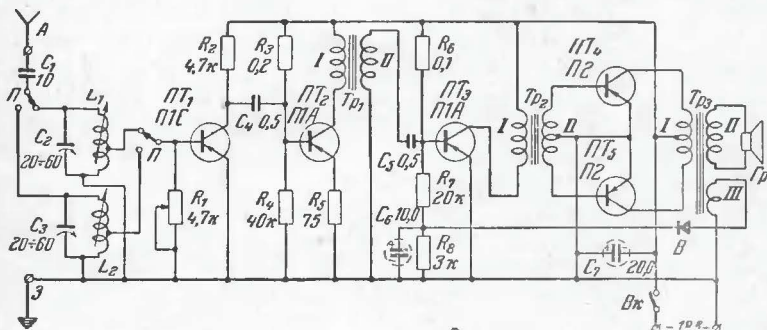 А
C₁
10
П
L₁
C₂
20÷60
C₃
20÷60
L₂
З
П
R₁
4,7к
ПТ₁
П1Е
R₂
4,7к
R₃
0,2
C₄ 0,5
ПТ₂
П1А
R₄
40к
R₅
75
I
Тр₁
II
R₆
0,1
ПТ₃
П1А
C₅ 0,5
R₇
20к
C₆ 10,0
R₈
3к
I
Тр₂
II
ПТ₄
П2
ПТ₅
П2
I
Тр₃
II
III
Гр
В
C₇
20,0
Вк